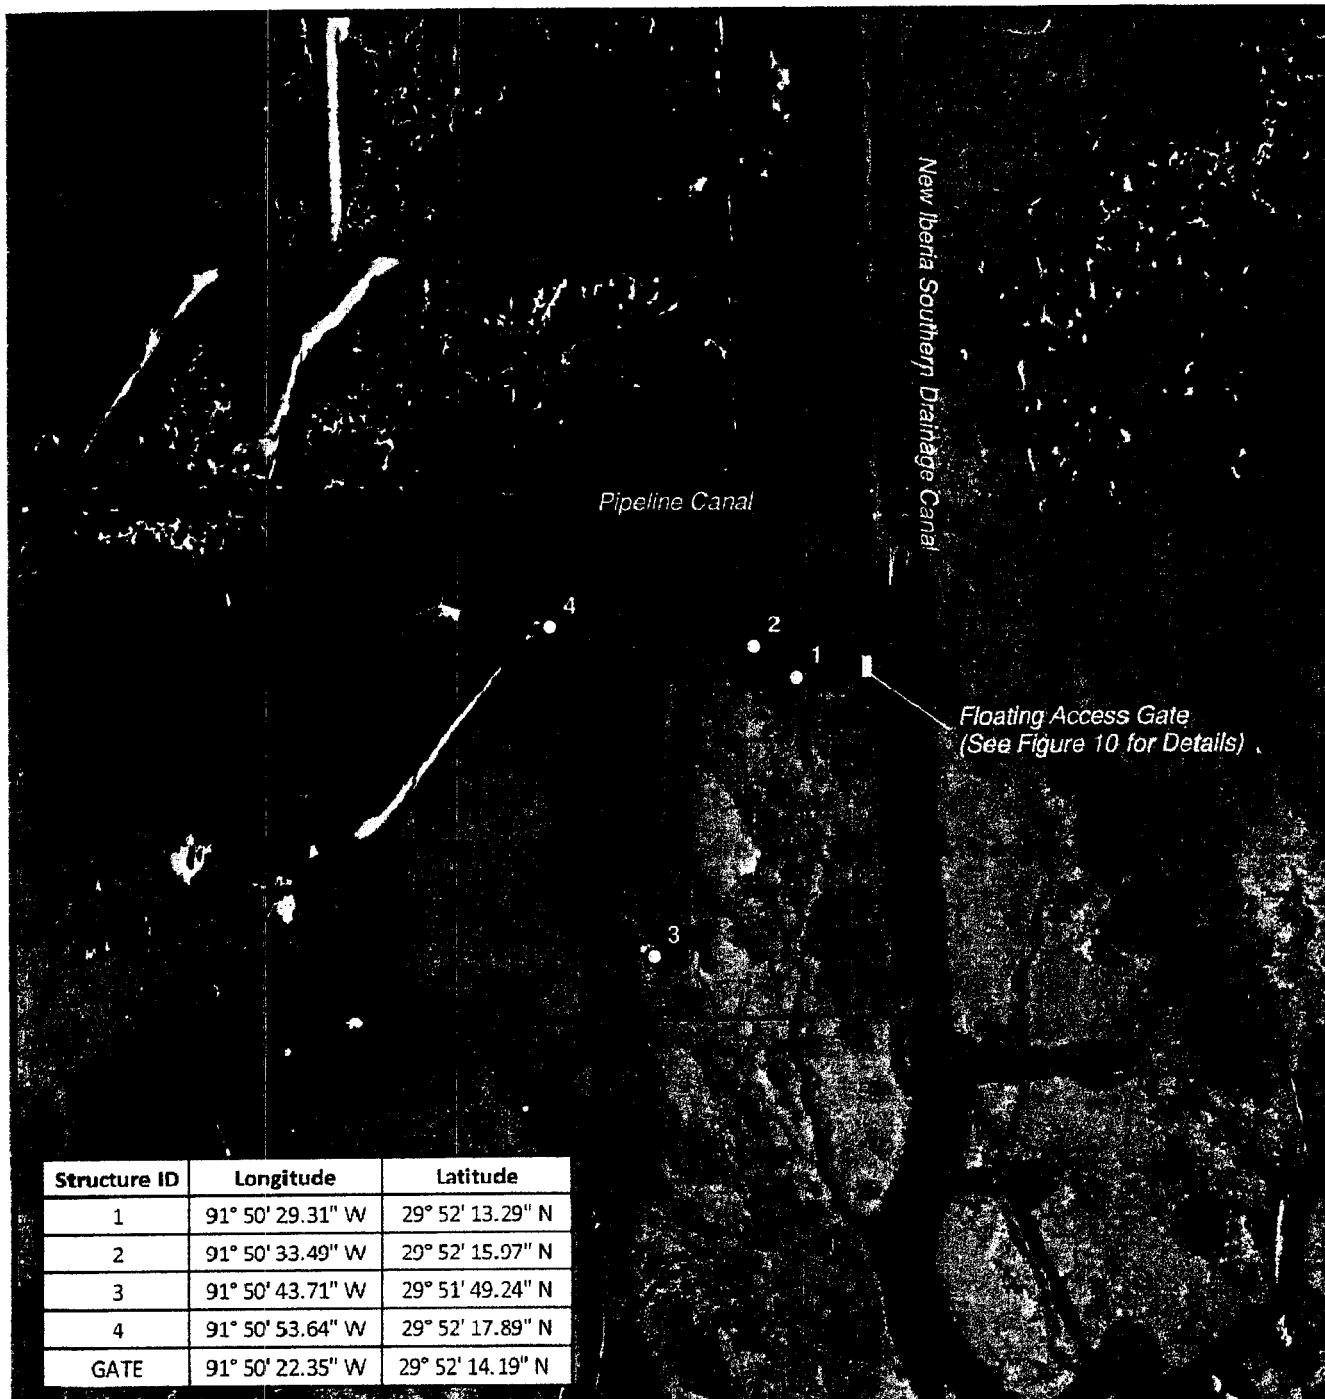 New Iberia Southern Drainage Canal
Pipeline Canal
4
2
1
Floating Access Gate
(See Figure 10 for Details)
3
Structure ID Longitude Latitude
1 91° 50' 29.31" W 29° 52' 13.29" N
2 91° 50' 33.49" W 29° 52' 15.97" N
3 91° 50' 43.71" W 29° 51' 49.24" N
4 91° 50' 53.64" W 29° 52' 17.89" N
GATE 91° 50' 22.35" W 29° 52' 14.19" N